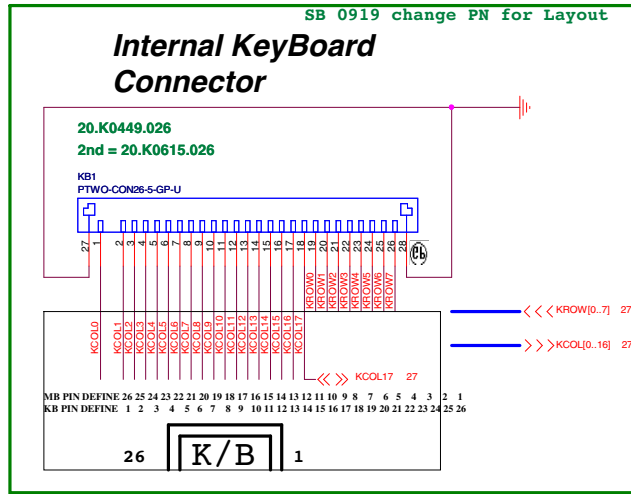 SB 0919 change PN for Layout
Internal KeyBoard
Connector
20.K0449.026
2nd = 20.K0615.026
KB1
PTWO-CON26-5-GP-U
27 1 2 3 4 5 6 7 8 9 10 11 12 13 14 15 16 17 18 19 20 21 22 23 24 25 26 28
KROW0 KROW1 KROW2 KROW3 KROW4 KROW5 KROW6 KROW7
KCOL0 KCOL1 KCOL2 KCOL3 KCOL4 KCOL5 KCOL6 KCOL7 KCOL8 KCOL9 KCOL10 KCOL11 KCOL12 KCOL13 KCOL14 KCOL15 KCOL16 KCOL17
KROW[0..7] 27
KCOL[0..16] 27
KCOL17 27
MB PIN DEFINE 26 25 24 23 22 21 20 19 18 17 16 15 14 13 12 11 10 9 8 7 6 5 4 3 2 1
KB PIN DEFINE 1 2 3 4 5 6 7 8 9 10 11 12 13 14 15 16 17 18 19 20 21 22 23 24 25 26
26 K/B 1